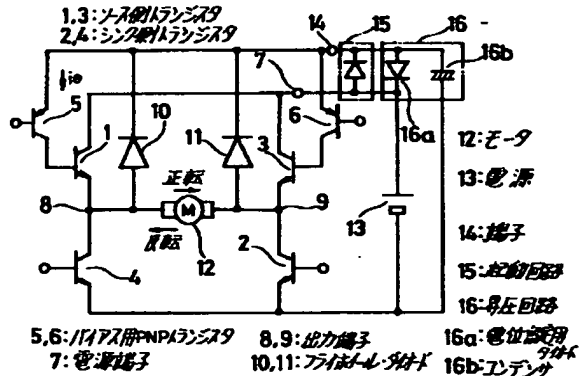 1,3:ソース側トランジスタ
2,4:シンク側トランジスタ
14
15
16
16b
7
io
5
10
1
11
3
6
16a
12:モータ
正転
13:電源
8
M
9
13
14:端子
反転
12
2
4
15:起動回路
16:昇圧回路
5,6:バイアス用PNPトランジスタ
8,9:出力端子
16a:電位設定用ダイオード
7:電源端子
10,11:フライホイール・ダイオード
16b:コンデンサ